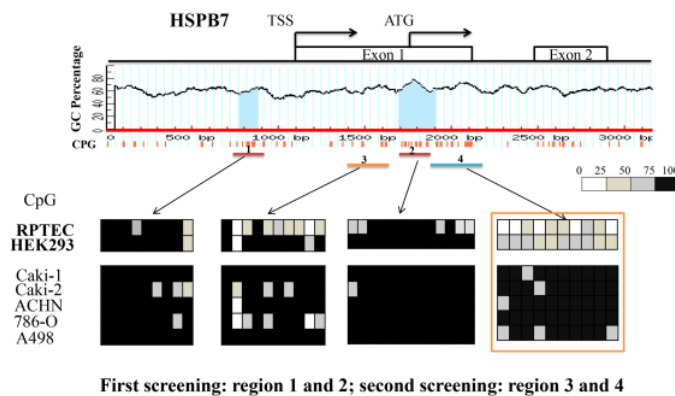 HSPB7 TSS ATG
Exon 1 Exon 2
GC Percentage
80
60
40
20
0
0 500 bp 1000 bp 1500 bp 2000 bp 2500 bp 3000 bp
CPG
1 2
3 4
0 25 50 75 100
CpG
RPTEC
HEK293
Caki-1
Caki-2
ACHN
786-O
A498
First screening: region 1 and 2; second screening: region 3 and 4